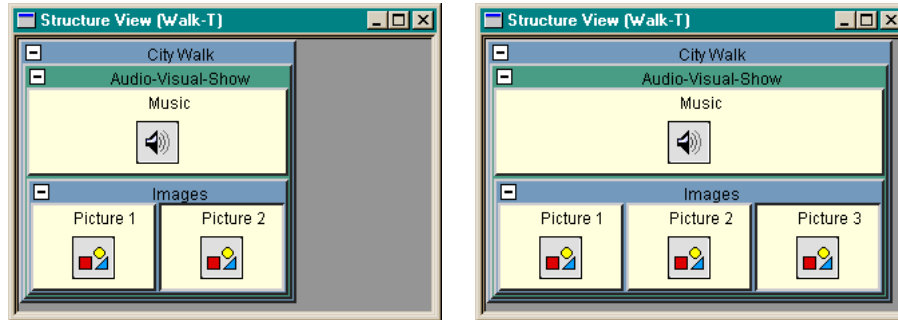 Structure View (Walk-T)
City Walk
Audio-Visual-Show
Music
Images
Picture 1 Picture 2
Structure View (Walk-T)
City Walk
Audio-Visual-Show
Music
Images
Picture 1 Picture 2 Picture 3